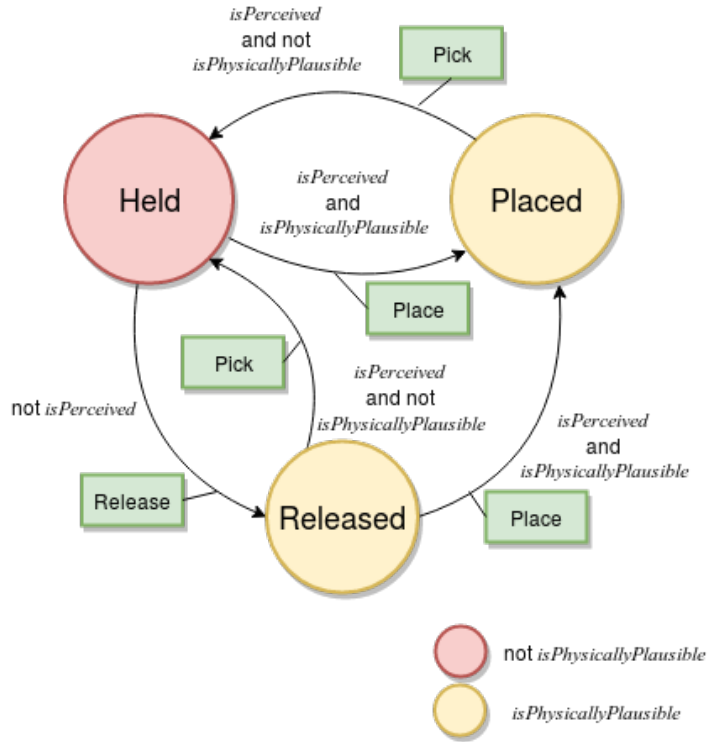 isPerceived
and not
isPhysicallyPlausible
Pick
Held
isPerceived
and
isPhysicallyPlausible
Placed
Place
Pick
isPerceived
and not
isPhysicallyPlausible
not isPerceived
isPerceived
and
isPhysicallyPlausible
Release
Released
Place
not isPhysicallyPlausible
isPhysicallyPlausible